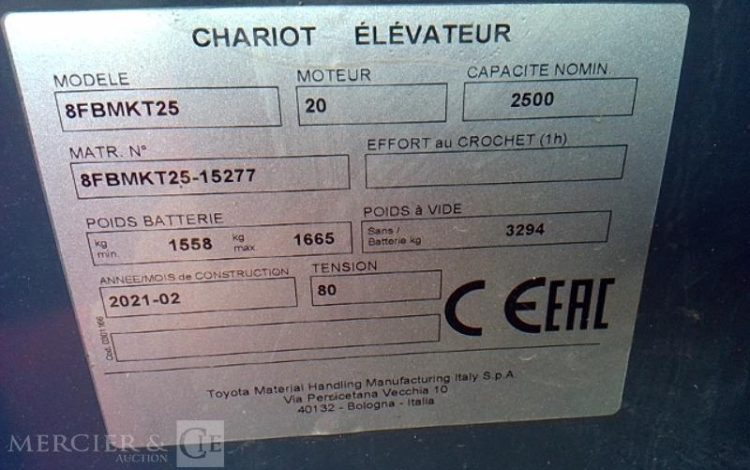 CHARIOT ÉLÉVATEUR
MODELE MOTEUR CAPACITE NOMIN.
8FBMKT25 20 2500
MATR. N° EFFORT au CROCHET (1h)
8FBMKT25-15277
POIDS BATTERIE POIDS à VIDE
kg min. 1558 kg max. 1665 Sans / Batterie kg 3294
ANNEE/MOIS de CONSTRUCTION TENSION
2021-02 80
CE EAC
Cod. 0301166
Toyota Material Handling Manufacturing Italy S.p.A.
Via Persicetana Vecchia 10
40132 - Bologna - Italia
MERCIER & CIE
AUCTION